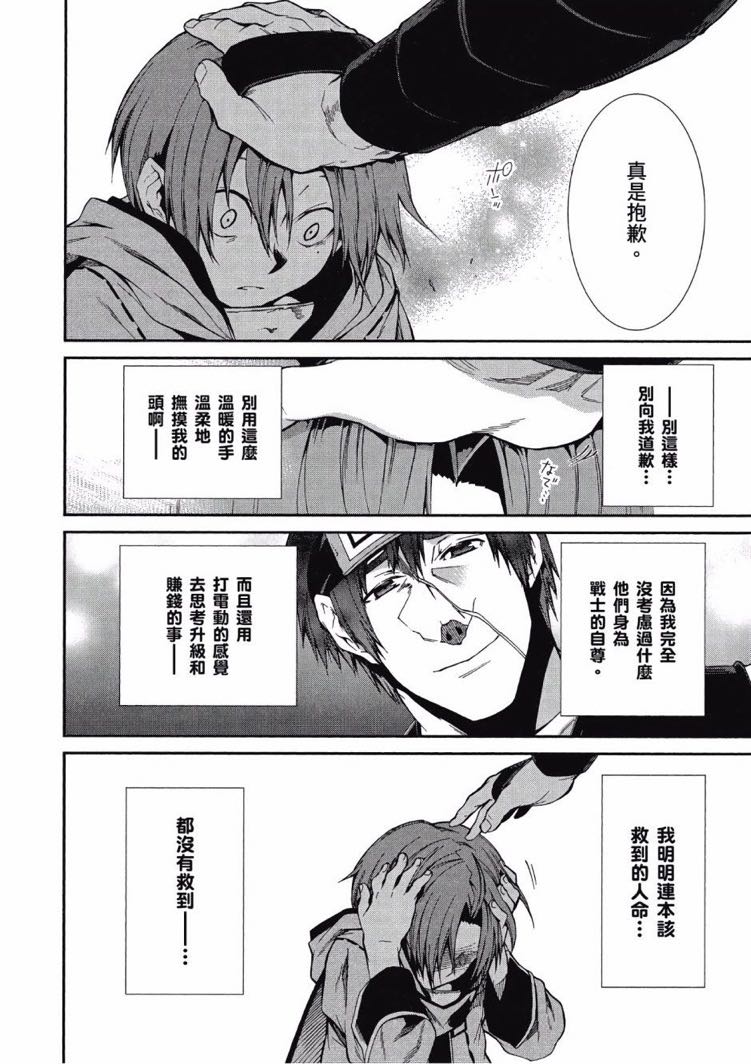 真是抱歉。
ポン
──別這樣…
別向我道歉…
なで…
別用這麼
溫暖的手
溫柔地
撫摸我的
頭啊──
因為我完全
沒考慮過什麼
他們身為
戰士的自尊。
而且還用
打電動的感覺
去思考升級和
賺錢的事──
我明明連本該
救到的人命…
都沒有救到──…